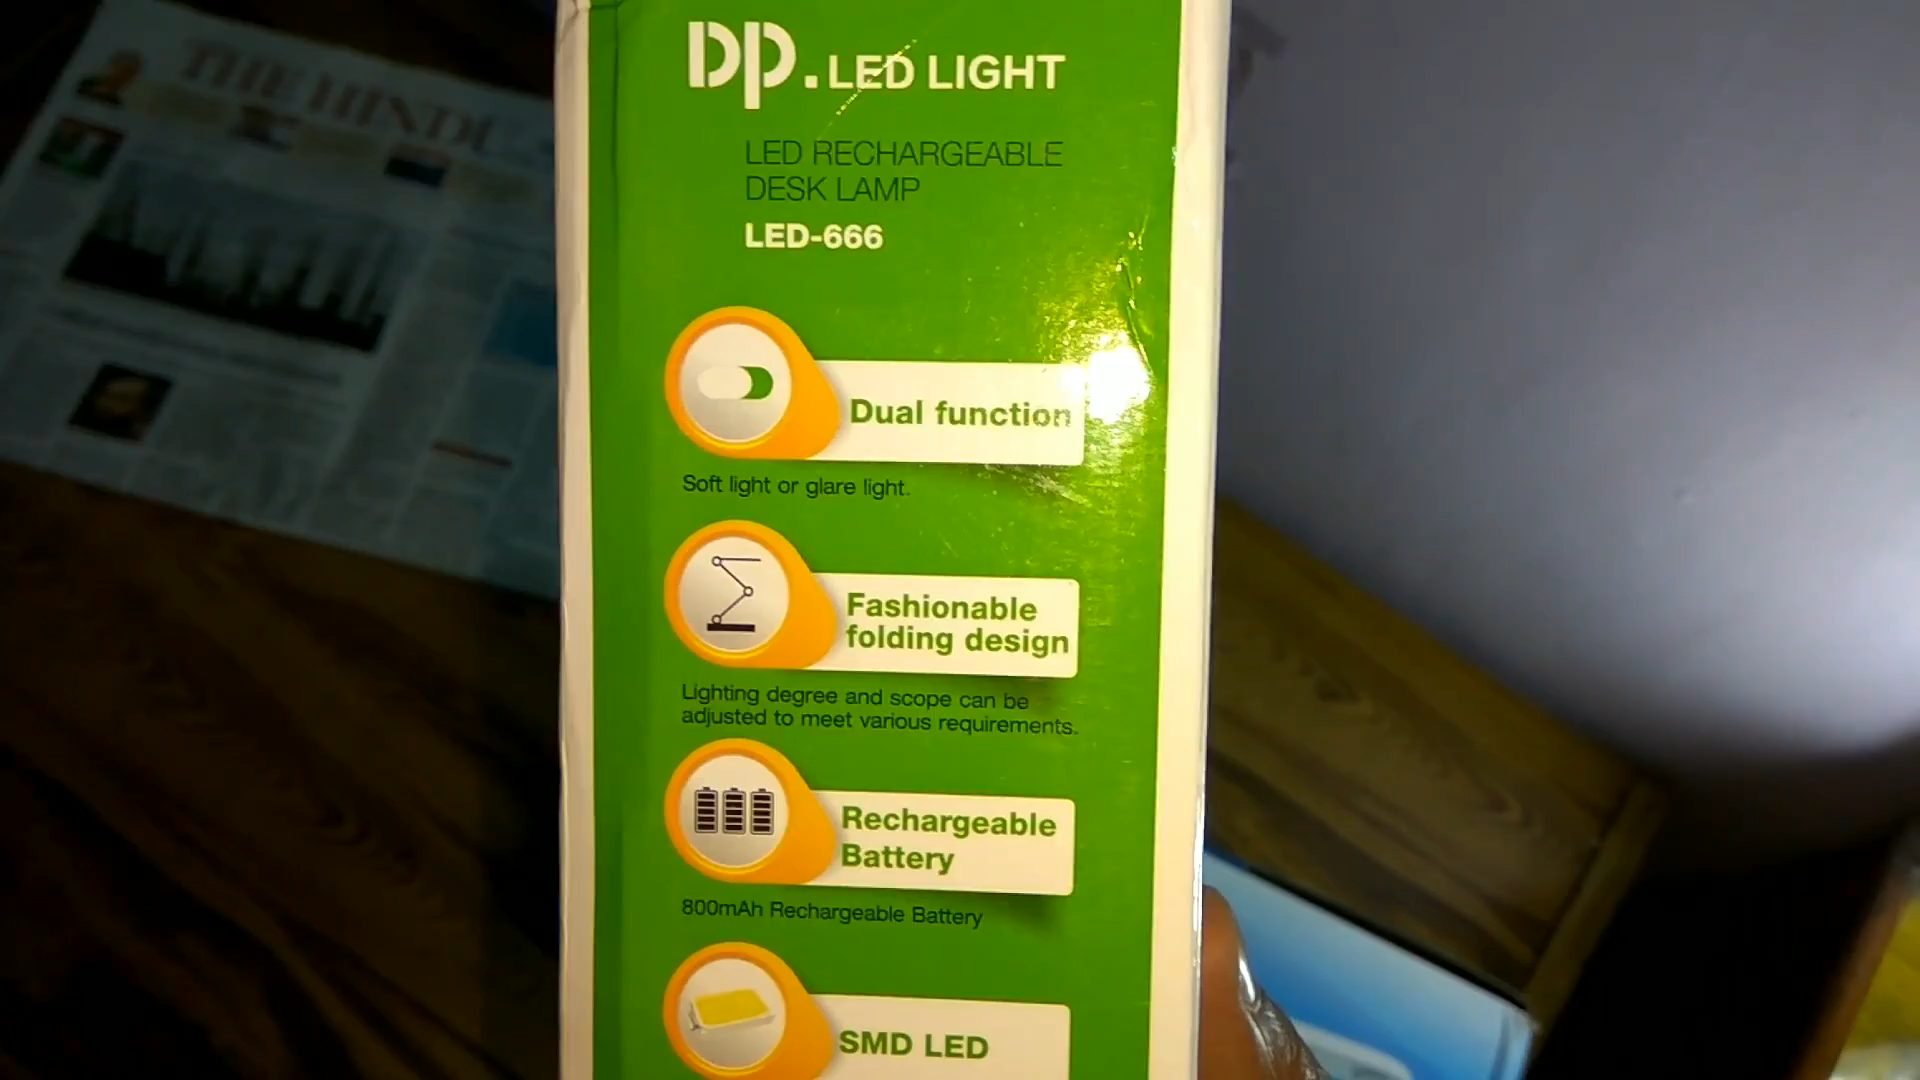 THE HINDU
DP.LED LIGHT
LED RECHARGEABLE
DESK LAMP
LED-666
Dual function
Soft light or glare light.
Fashionable
folding design
Lighting degree and scope can be
adjusted to meet various requirements.
Rechargeable
Battery
800mAh Rechargeable Battery
SMD LED